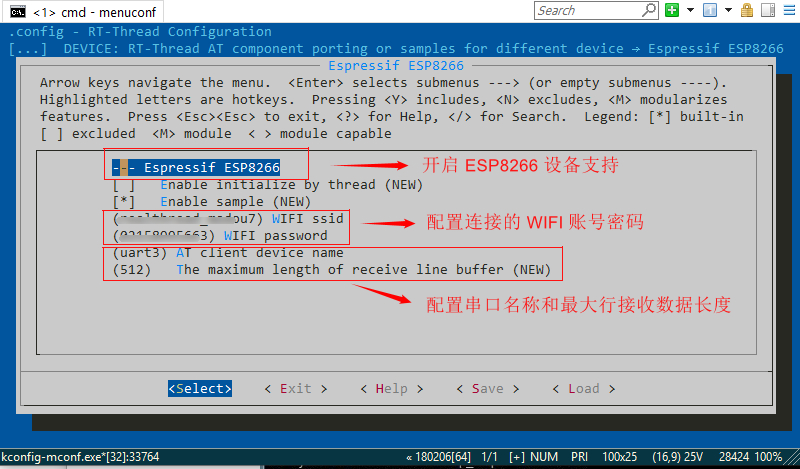 <1> cmd - menuconf
Search
.config - RT-Thread Configuration
[...] DEVICE: RT-Thread AT component porting or samples for different device → Espressif ESP8266
Espressif ESP8266
Arrow keys navigate the menu. <Enter> selects submenus ---> (or empty submenus ----).
Highlighted letters are hotkeys. Pressing <Y> includes, <N> excludes, <M> modularizes
features. Press <Esc><Esc> to exit, <?> for Help, </> for Search. Legend: [*] built-in
[ ] excluded <M> module < > module capable
--- Espressif ESP8266
开启 ESP8266 设备支持
[ ] Enable initialize by thread (NEW)
[*] Enable sample (NEW)
WIFI ssid
配置连接的 WIFI 账号密码
WIFI password
(uart3) AT client device name
(512) The maximum length of receive line buffer (NEW)
配置串口名称和最大行接收数据长度
<Select> < Exit > < Help > < Save > < Load >
kconfig-mconf.exe*[32]:33764 « 180206[64] 1/1 [+] NUM PRI 100x25 (16,9) 25V 28424 100%